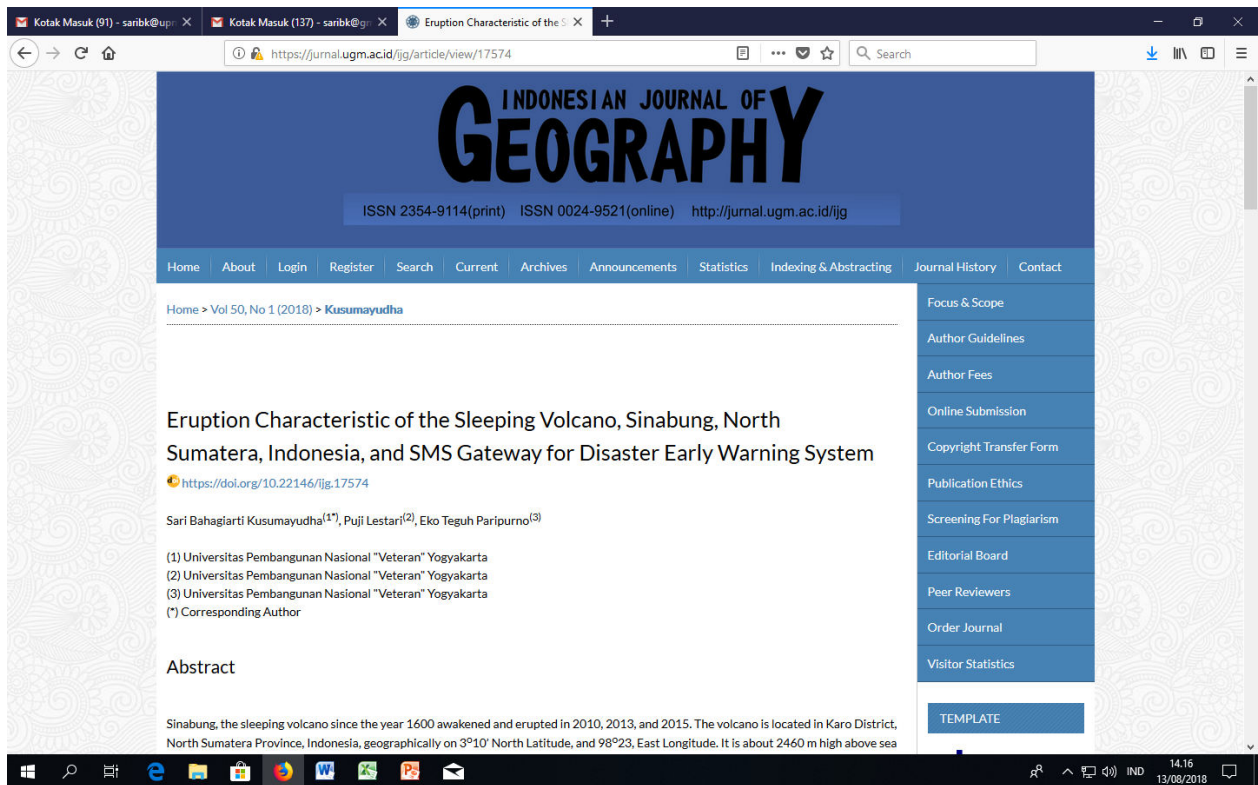 Kotak Masuk (91) - saribk@upn
Kotak Masuk (137) - saribk@gm
Eruption Characteristic of the S
https://jurnal.ugm.ac.id/ijg/article/view/17574
Search
INDONESIAN JOURNAL OF
GEOGRAPHY
ISSN 2354-9114(print) ISSN 0024-9521(online) http://jurnal.ugm.ac.id/ijg
Home About Login Register Search Current Archives Announcements Statistics Indexing & Abstracting Journal History Contact
Home > Vol 50, No 1 (2018) > Kusumayudha
Eruption Characteristic of the Sleeping Volcano, Sinabung, North
Sumatera, Indonesia, and SMS Gateway for Disaster Early Warning System
https://doi.org/10.22146/ijg.17574
Sari Bahagiarti Kusumayudha(1*), Puji Lestari(2), Eko Teguh Paripurno(3)
(1) Universitas Pembangunan Nasional "Veteran" Yogyakarta
(2) Universitas Pembangunan Nasional "Veteran" Yogyakarta
(3) Universitas Pembangunan Nasional "Veteran" Yogyakarta
(*) Corresponding Author
Abstract
Sinabung, the sleeping volcano since the year 1600 awakened and erupted in 2010, 2013, and 2015. The volcano is located in Karo District,
North Sumatera Province, Indonesia, geographically on 3°10' North Latitude, and 98°23, East Longitude. It is about 2460 m high above sea
Focus & Scope
Author Guidelines
Author Fees
Online Submission
Copyright Transfer Form
Publication Ethics
Screening For Plagiarism
Editorial Board
Peer Reviewers
Order Journal
Visitor Statistics
TEMPLATE
IND
14.16
13/08/2018